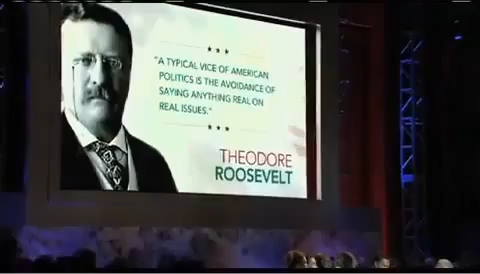 "A TYPICAL VICE OF AMERICAN
POLITICS IS THE AVOIDANCE OF
SAYING ANYTHING REAL ON
REAL ISSUES."
THEODORE
ROOSEVELT